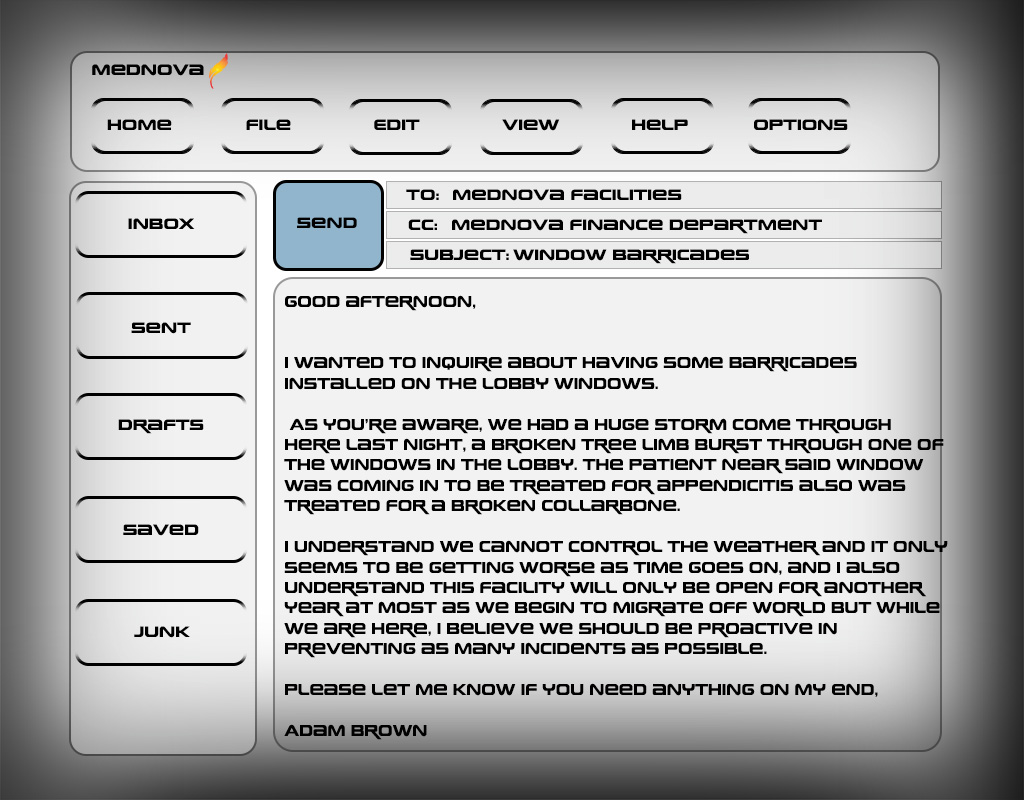 MEDNOVA
HOME FILE EDIT VIEW HELP OPTIONS
INBOX
SENT
DRAFTS
SAVED
JUNK
SEND
TO: MEDNOVA FACILITIES
CC: MEDNOVA FINANCE DEPARTMENT
SUBJECT: WINDOW BARRICADES
GOOD AFTERNOON,
I WANTED TO INQUIRE ABOUT HAVING SOME BARRICADES
INSTALLED ON THE LOBBY WINDOWS.
AS YOU'RE AWARE, WE HAD A HUGE STORM COME THROUGH
HERE LAST NIGHT, A BROKEN TREE LIMB BURST THROUGH ONE OF
THE WINDOWS IN THE LOBBY. THE PATIENT NEAR SAID WINDOW
WAS COMING IN TO BE TREATED FOR APPENDICITIS ALSO WAS
TREATED FOR A BROKEN COLLARBONE.
I UNDERSTAND WE CANNOT CONTROL THE WEATHER AND IT ONLY
SEEMS TO BE GETTING WORSE AS TIME GOES ON, AND I ALSO
UNDERSTAND THIS FACILITY WILL ONLY BE OPEN FOR ANOTHER
YEAR AT MOST AS WE BEGIN TO MIGRATE OFF WORLD BUT WHILE
WE ARE HERE, I BELIEVE WE SHOULD BE PROACTIVE IN
PREVENTING AS MANY INCIDENTS AS POSSIBLE.
PLEASE LET ME KNOW IF YOU NEED ANYTHING ON MY END,
ADAM BROWN